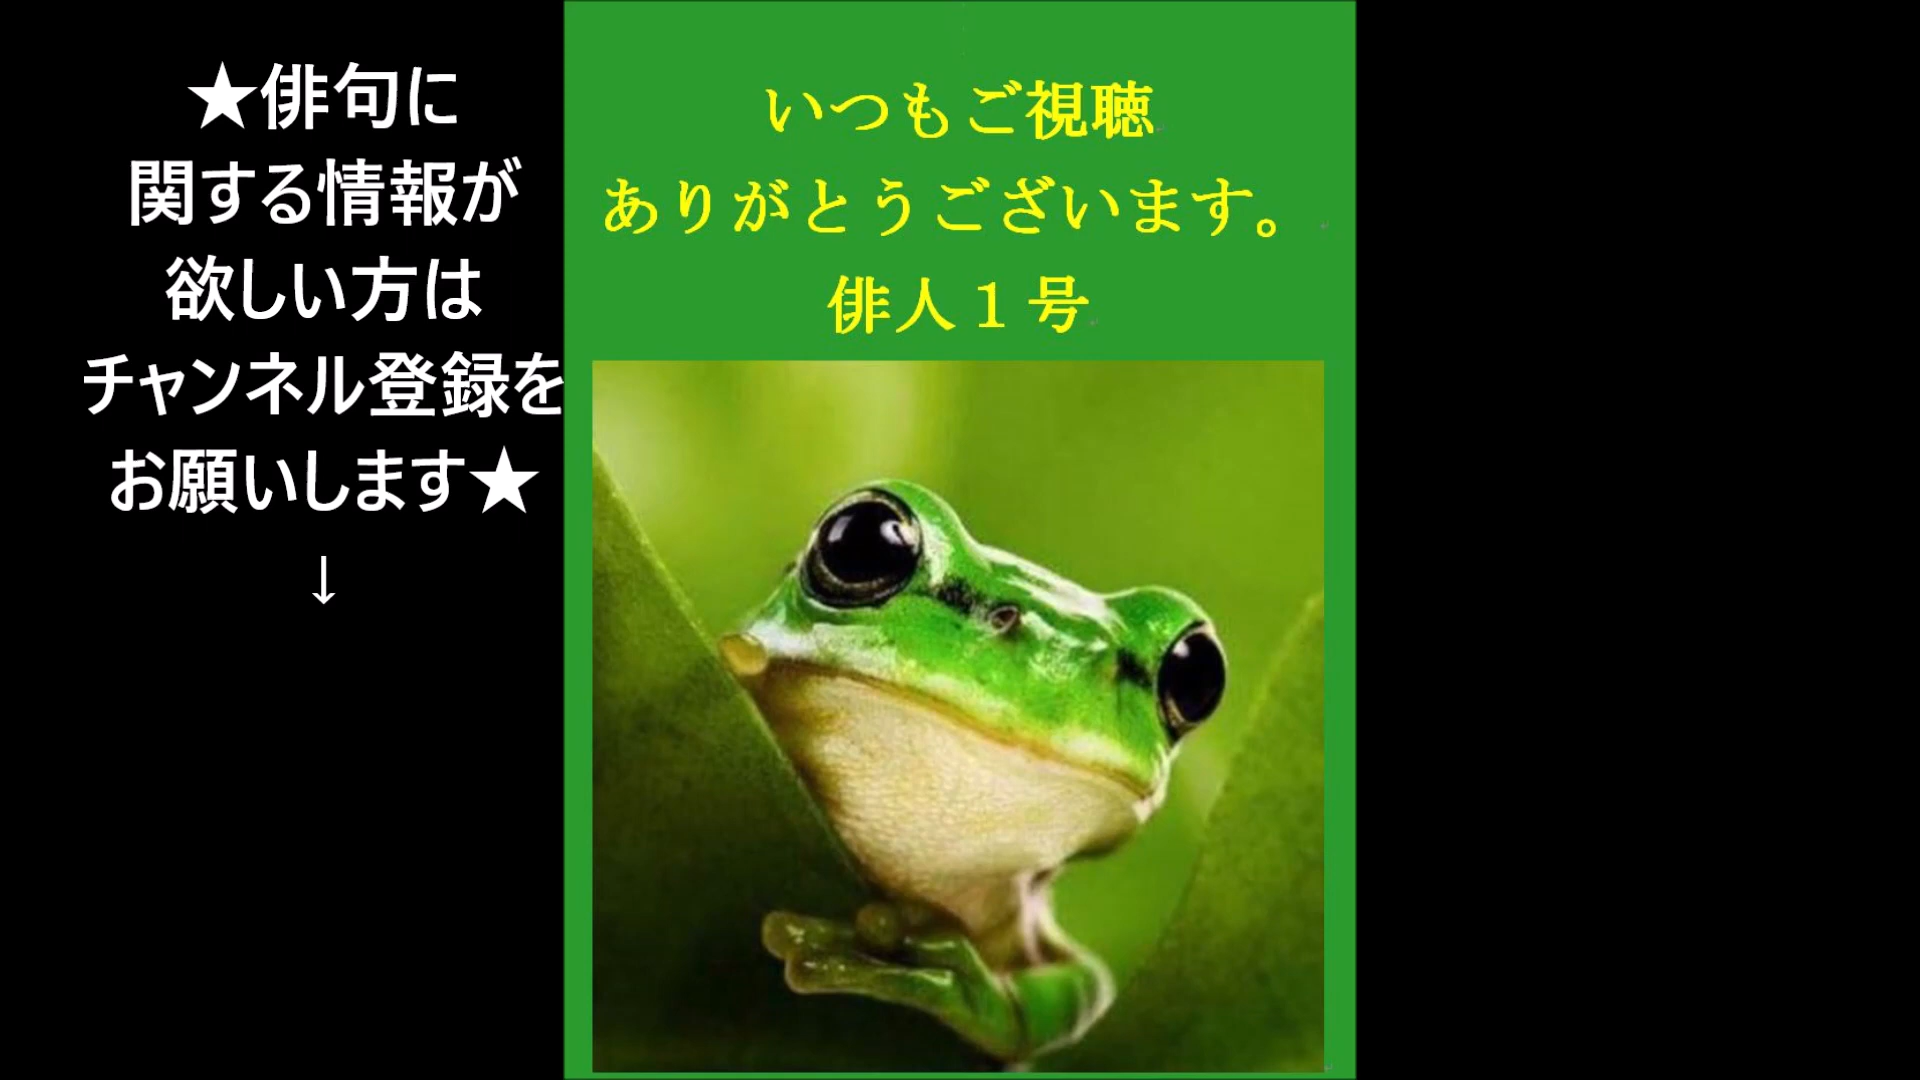 ★俳句に
関する情報が
欲しい方は
チャンネル登録を
お願いします★
↓
いつもご視聴
ありがとうございます。
俳人１号